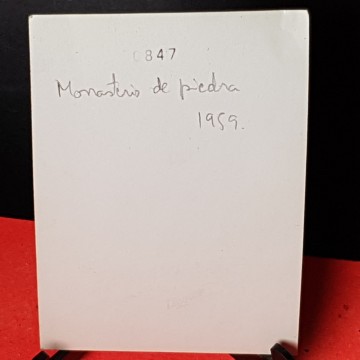 847
Monasterio de piedra
1959.